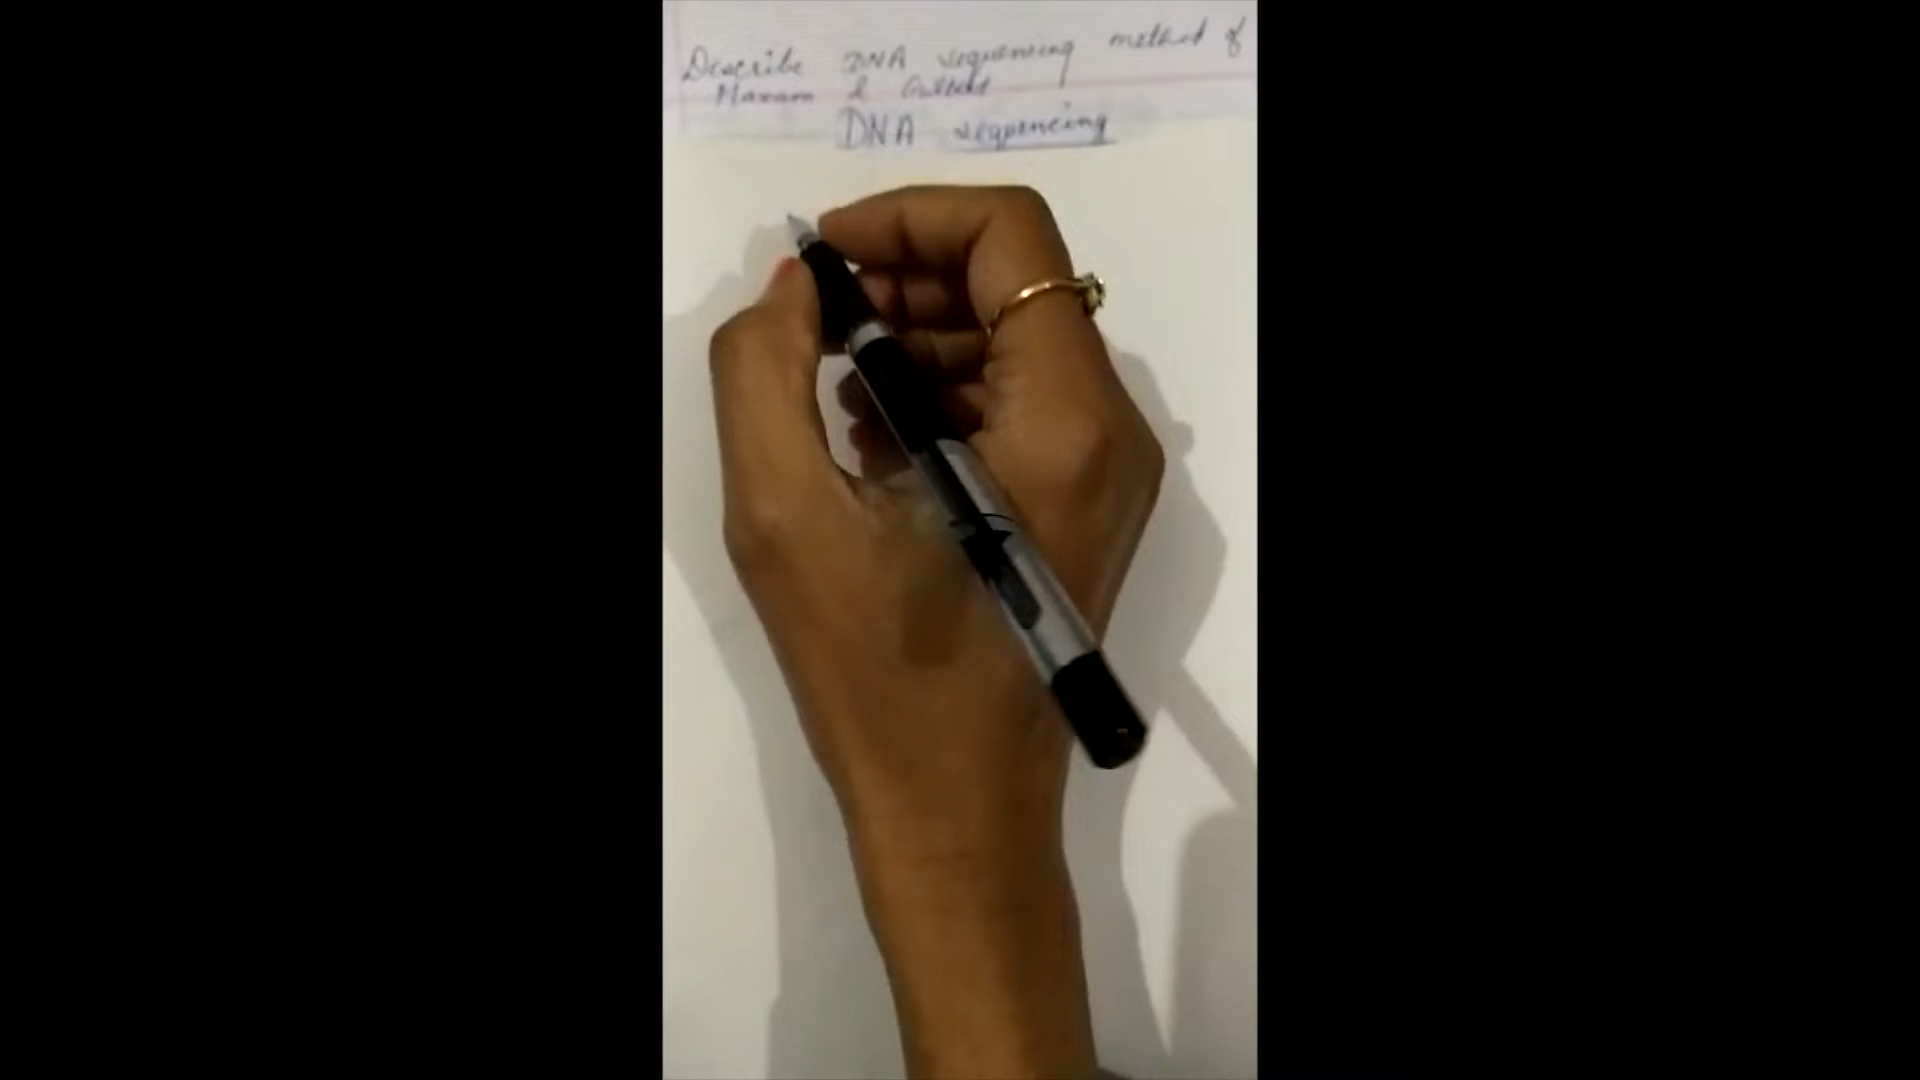 Describe DNA sequencing method of
Maxam & Gilbert
DNA sequencing